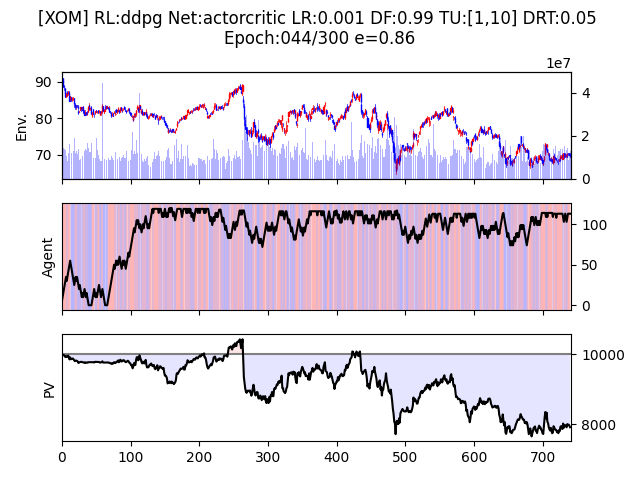 [XOM] RL:ddpg Net:actorcritic LR:0.001 DF:0.99 TU:[1,10] DRT:0.05
Epoch:044/300 e=0.86
1e7
90
80
70
Env.
4
2
0
Agent
100
50
0
PV
10000
8000
0 100 200 300 400 500 600 700